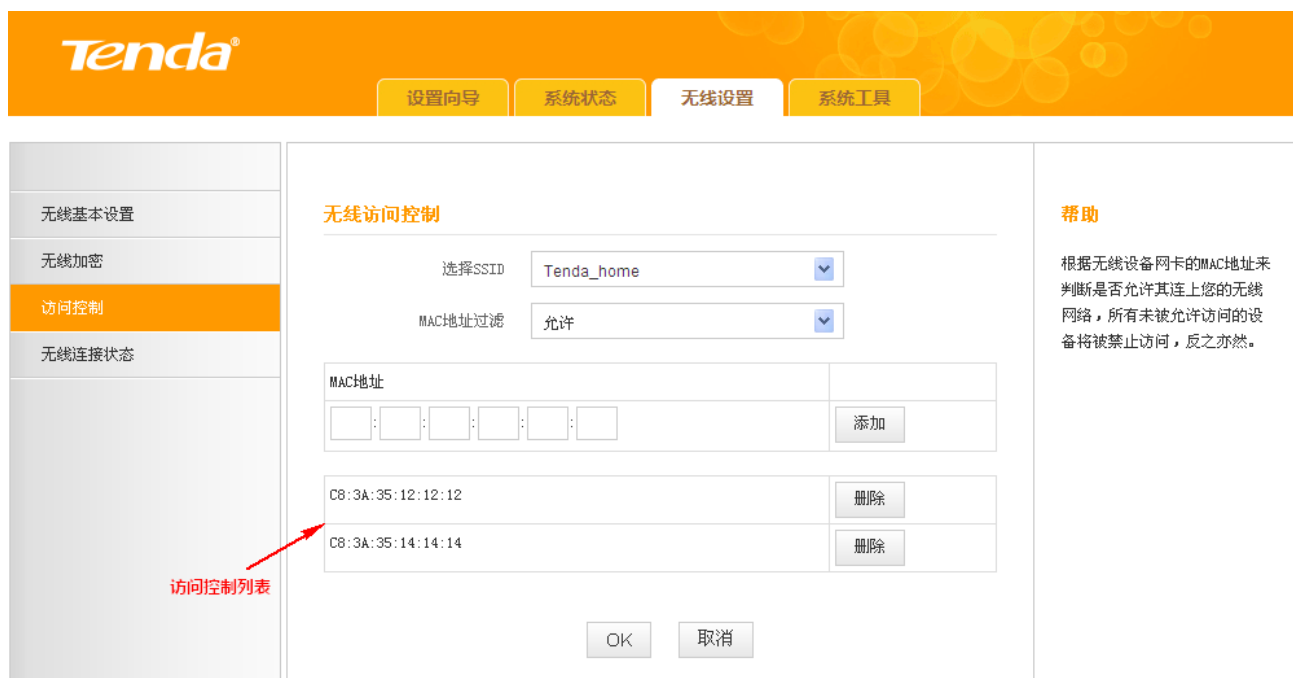 Tenda®
设置向导
系统状态
无线设置
系统工具
无线基本设置
无线加密
访问控制
无线连接状态
无线访问控制
选择SSID
Tenda_home
MAC地址过滤
允许
MAC地址
: : : : :
添加
C8:3A:35:12:12:12
删除
C8:3A:35:14:14:14
删除
访问控制列表
OK
取消
帮助
根据无线设备网卡的MAC地址来
判断是否允许其连上您的无线
网络，所有未被允许访问的设
备将被禁止访问，反之亦然。